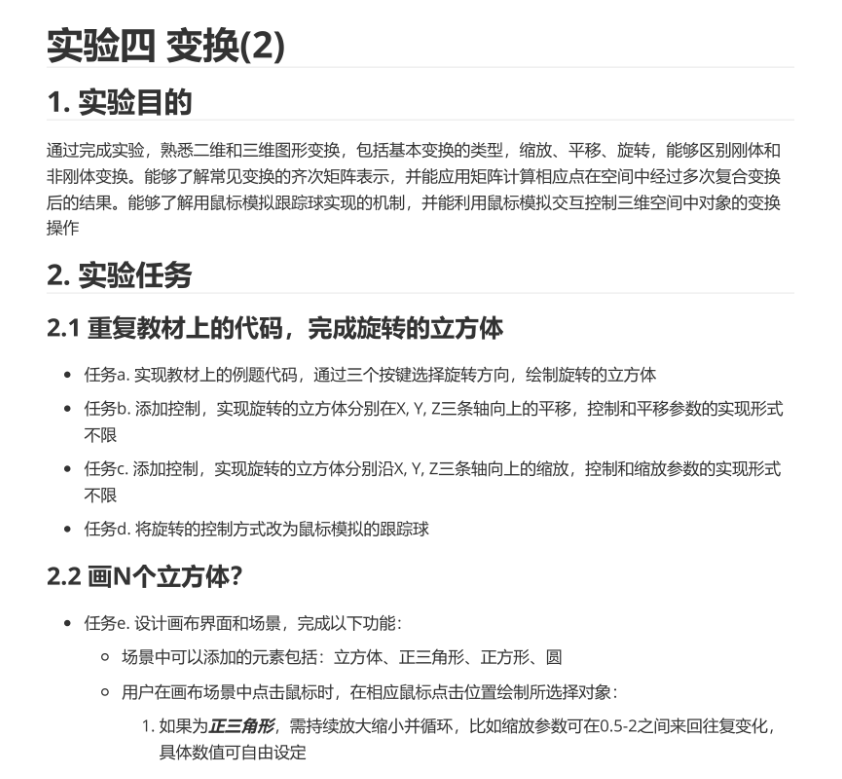 实验四 变换(2)
1. 实验目的
通过完成实验，熟悉二维和三维图形变换，包括基本变换的类型，缩放、平移、旋转，能够区别刚体和
非刚体变换。能够了解常见变换的齐次矩阵表示，并能应用矩阵计算相应点在空间中经过多次复合变换
后的结果。能够了解用鼠标模拟跟踪球实现的机制，并能利用鼠标模拟交互控制三维空间中对象的变换
操作
2. 实验任务
2.1 重复教材上的代码，完成旋转的立方体
• 任务a. 实现教材上的例题代码，通过三个按键选择旋转方向，绘制旋转的立方体
• 任务b. 添加控制，实现旋转的立方体分别在X, Y, Z三条轴向上的平移，控制和平移参数的实现形式
不限
• 任务c. 添加控制，实现旋转的立方体分别沿X, Y, Z三条轴向上的缩放，控制和缩放参数的实现形式
不限
• 任务d. 将旋转的控制方式改为鼠标模拟的跟踪球
2.2 画N个立方体？
• 任务e. 设计画布界面和场景，完成以下功能：
○ 场景中可以添加的元素包括：立方体、正三角形、正方形、圆
○ 用户在画布场景中点击鼠标时，在相应鼠标点击位置绘制所选择对象：
1. 如果为正三角形，需持续放大缩小并循环，比如缩放参数可在0.5-2之间来回往复变化，
具体数值可自由设定